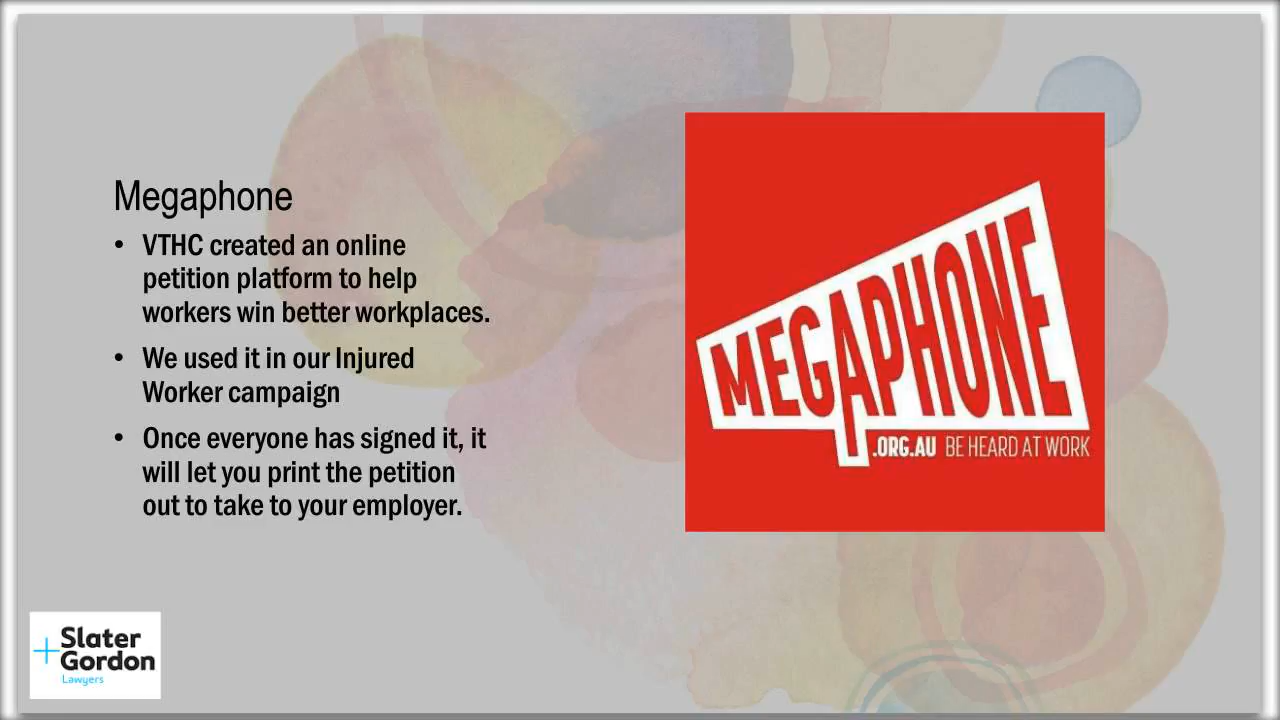 Megaphone
• VTHC created an online
petition platform to help
workers win better workplaces.
• We used it in our Injured
Worker campaign
• Once everyone has signed it, it
will let you print the petition
out to take to your employer.
MEGAPHONE
.ORG.AU BE HEARD AT WORK
Slater
Gordon
Lawyers